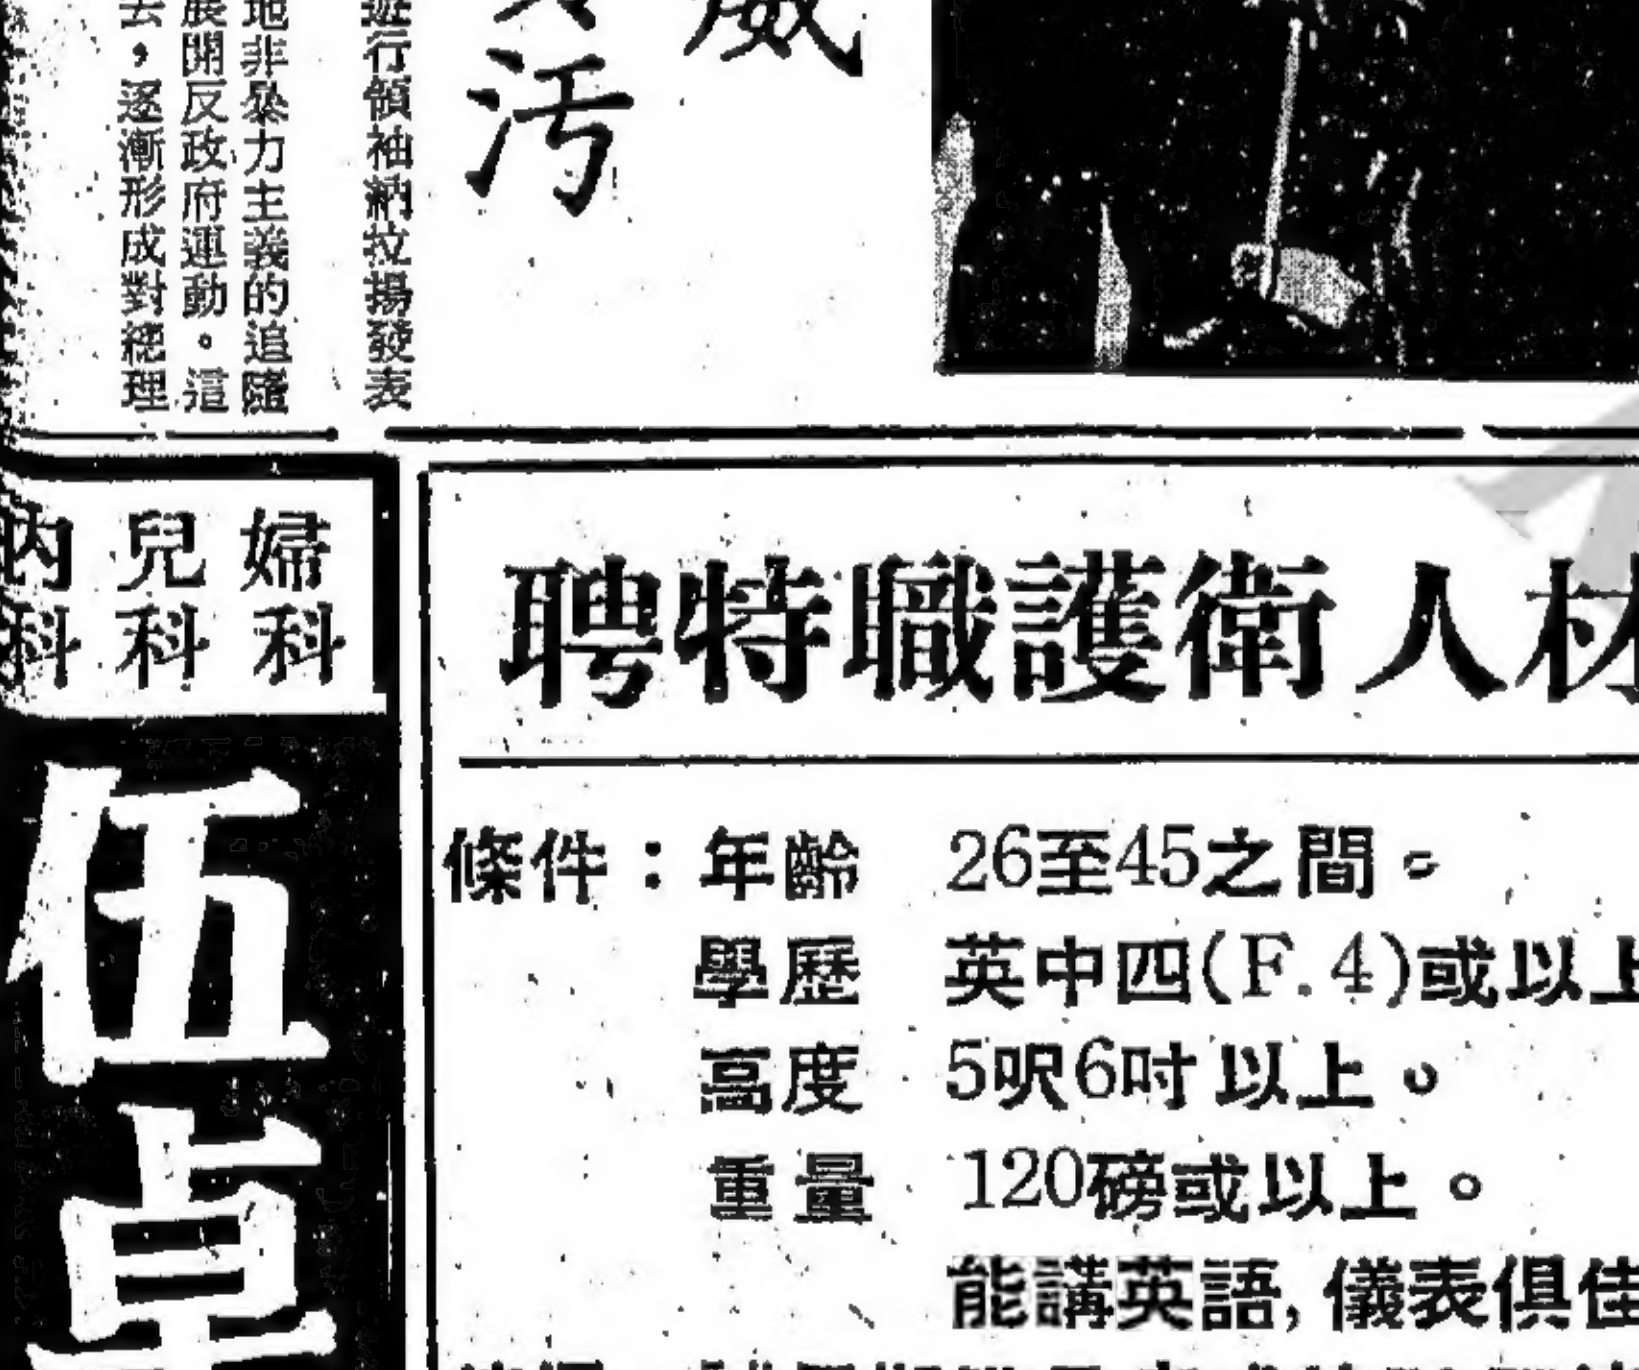 威
污
遊行領袖納拉揚發表
地非暴力主義的追隨
展開反政府運動。這
去，逐漸形成對總理
婦科
兒科
內科
伍卓
聘特職護衛人材
條件：年齡 26至45之間。
學歷 英中四(F.4)或以上
高度 5呎6吋以上。
重量 120磅或以上。
能講英語,儀表俱佳